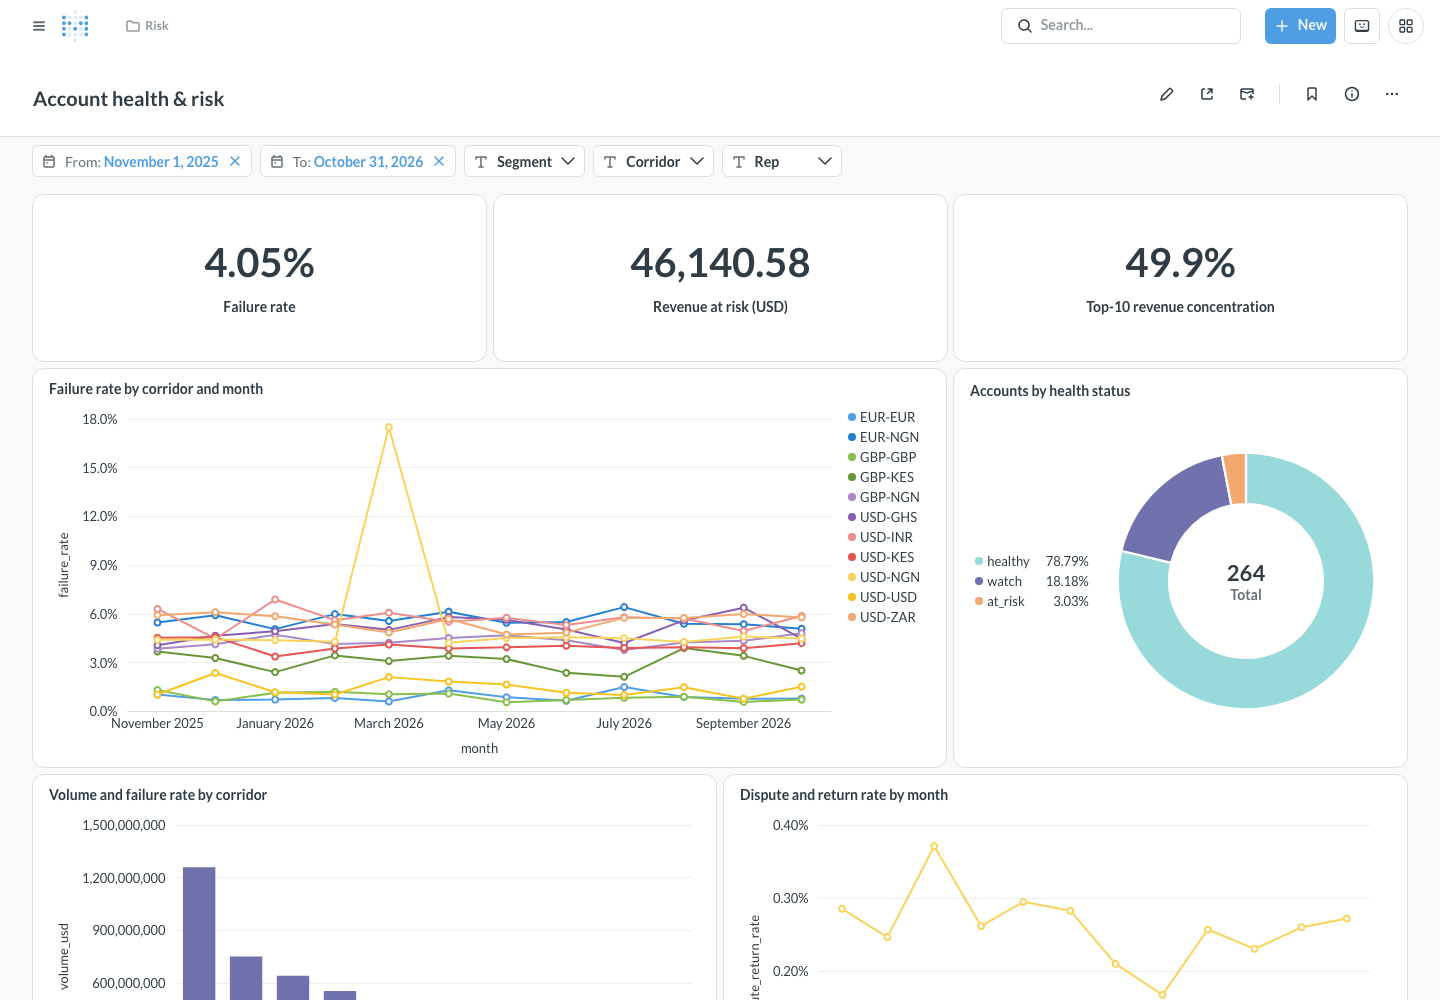 Risk
Search...
New
Account health & risk
From: November 1, 2025
To: October 31, 2026
Segment
Corridor
Rep
4.05%
Failure rate
46,140.58
Revenue at risk (USD)
49.9%
Top-10 revenue concentration
Failure rate by corridor and month
18.0%
15.0%
12.0%
9.0%
6.0%
3.0%
0.0%
failure_rate
November 2025
January 2026
March 2026
May 2026
July 2026
September 2026
month
EUR-EUR
EUR-NGN
GBP-GBP
GBP-KES
GBP-NGN
USD-GHS
USD-INR
USD-KES
USD-NGN
USD-USD
USD-ZAR
Accounts by health status
healthy 78.79%
watch 18.18%
at_risk 3.03%
264
Total
Volume and failure rate by corridor
1,500,000,000
1,200,000,000
900,000,000
600,000,000
volume_usd
Dispute and return rate by month
0.40%
0.30%
0.20%
ute_return_rate